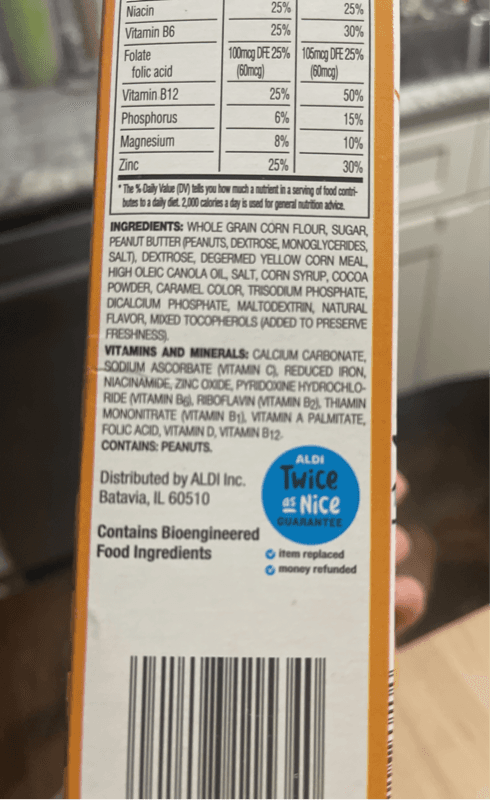 Niacin 25% 25%
Vitamin B6 25% 30%
Folate 100mcg DFE 25% 105mcg DFE 25%
folic acid (60mcg) (60mcg)
Vitamin B12 25% 50%
Phosphorus 6% 15%
Magnesium 8% 10%
Zinc 25% 30%
* The % Daily Value (DV) tells you how much a nutrient in a serving of food contri-
butes to a daily diet. 2,000 calories a day is used for general nutrition advice.
INGREDIENTS: WHOLE GRAIN CORN FLOUR, SUGAR,
PEANUT BUTTER (PEANUTS, DEXTROSE, MONOGLYCERIDES,
SALT), DEXTROSE, DEGERMED YELLOW CORN MEAL,
HIGH OLEIC CANOLA OIL, SALT, CORN SYRUP, COCOA
POWDER, CARAMEL COLOR, TRISODIUM PHOSPHATE,
DICALCIUM PHOSPHATE, MALTODEXTRIN, NATURAL
FLAVOR, MIXED TOCOPHEROLS (ADDED TO PRESERVE
FRESHNESS).
VITAMINS AND MINERALS: CALCIUM CARBONATE,
SODIUM ASCORBATE (VITAMIN C), REDUCED IRON,
NIACINAMIDE, ZINC OXIDE, PYRIDOXINE HYDROCHLO-
RIDE (VITAMIN B6), RIBOFLAVIN (VITAMIN B2), THIAMIN
MONONITRATE (VITAMIN B1), VITAMIN A PALMITATE,
FOLIC ACID, VITAMIN D, VITAMIN B12.
CONTAINS: PEANUTS.
Distributed by ALDI Inc.
Batavia, IL 60510
Contains Bioengineered
Food Ingredients
ALDI
Twice
as Nice
GUARANTEE
item replaced
money refunded